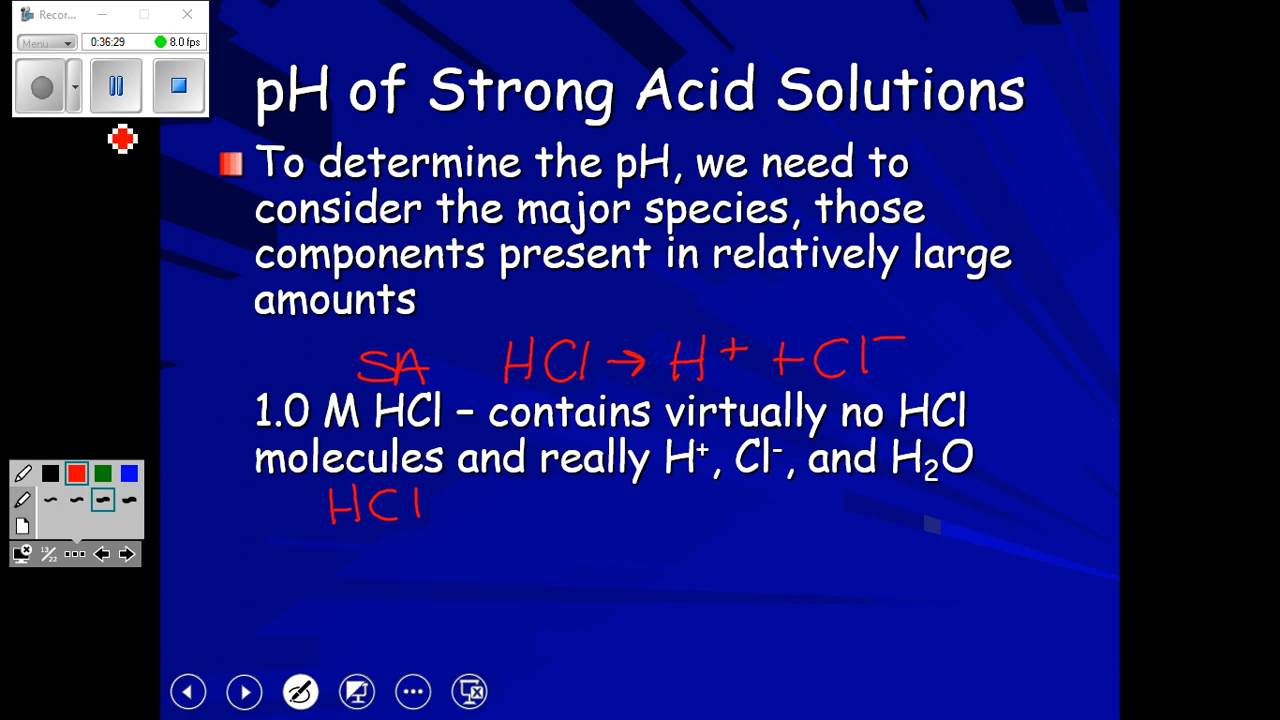 Recor...
Menu
0:36:29
8.0 fps
pH of Strong Acid Solutions
To determine the pH, we need to
consider the major species, those
components present in relatively large
amounts
SA HCl → H⁺ + Cl⁻
1.0 M HCl – contains virtually no HCl
molecules and really H⁺, Cl⁻, and H₂O
HCl
13/22